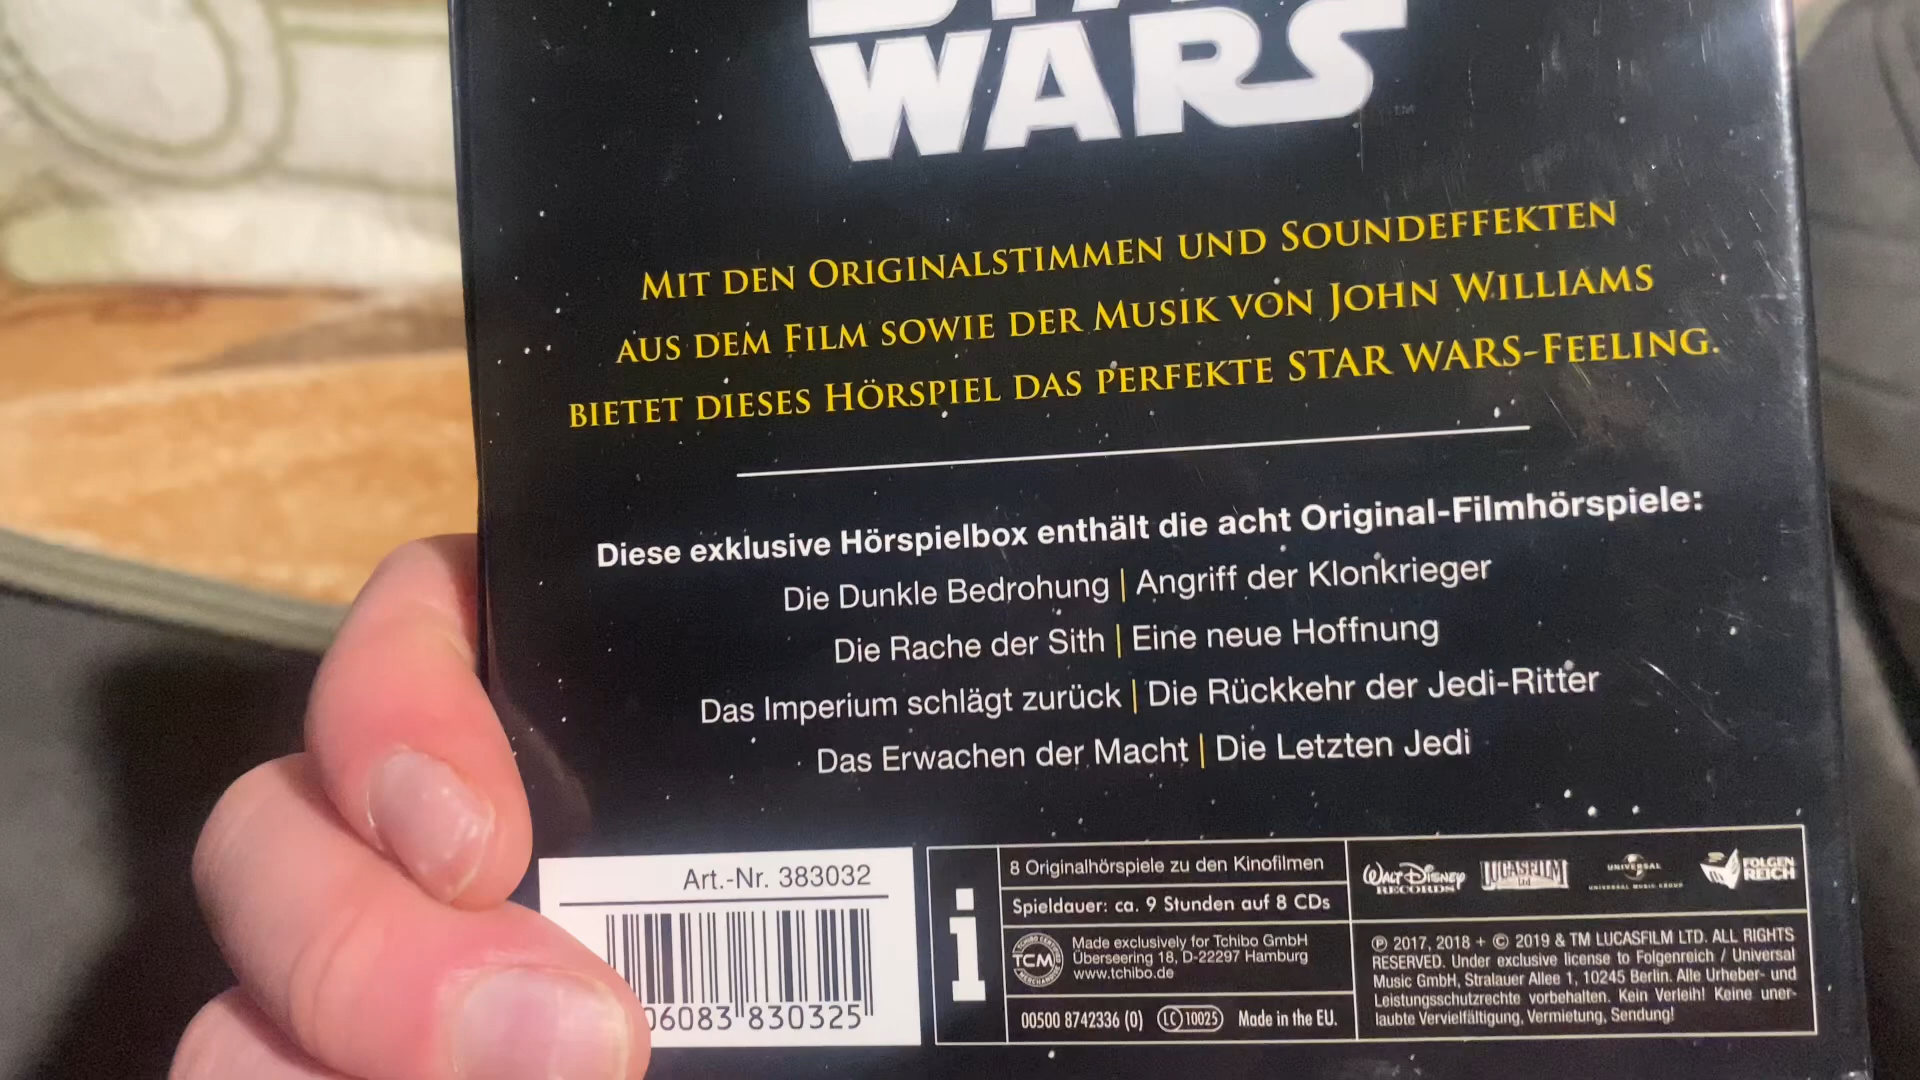 WARS
TM
MIT DEN ORIGINALSTIMMEN UND SOUNDEFFEKTEN
AUS DEM FILM SOWIE DER MUSIK VON JOHN WILLIAMS
BIETET DIESES HÖRSPIEL DAS PERFEKTE STAR WARS-FEELING.
Diese exklusive Hörspielbox enthält die acht Original-Filmhörspiele:
Die Dunkle Bedrohung | Angriff der Klonkrieger
Die Rache der Sith | Eine neue Hoffnung
Das Imperium schlägt zurück | Die Rückkehr der Jedi-Ritter
Das Erwachen der Macht | Die Letzten Jedi
Art.-Nr. 383032
06083 830325
i
8 Originalhörspiele zu den Kinofilmen
Spieldauer: ca. 9 Stunden auf 8 CDs
TCM
Made exclusively for Tchibo GmbH
Überseering 18, D-22297 Hamburg
www.tchibo.de
00500 8742336 (0) LC 10025 Made in the EU.
WALT DISNEY RECORDS
LUCASFILM Ltd
UNIVERSAL
UNIVERSAL MUSIC GROUP
FOLGEN REICH
℗ 2017, 2018 + © 2019 & TM LUCASFILM LTD. ALL RIGHTS
RESERVED. Under exclusive license to Folgenreich / Universal
Music GmbH, Stralauer Allee 1, 10245 Berlin. Alle Urheber- und
Leistungsschutzrechte vorbehalten. Kein Verleih! Keine uner-
laubte Vervielfältigung, Vermietung, Sendung!